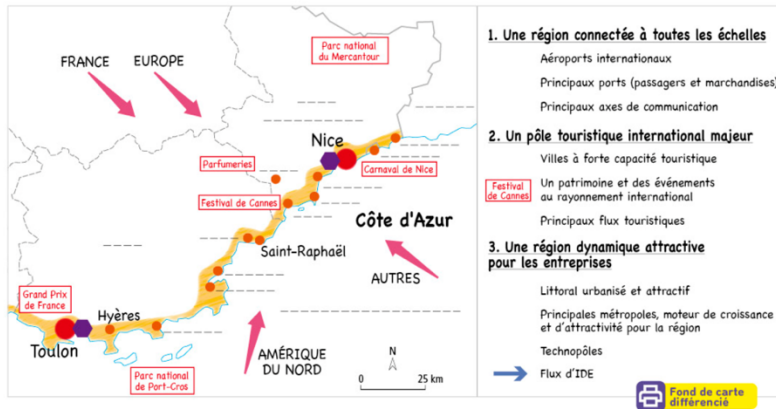 FRANCE
EUROPE
Parc national
du Mercantour
Nice
Parfumeries
Carnaval de Nice
Festival de Cannes
Côte d'Azur
Saint-Raphaël
AUTRES
Grand Prix
de France
Hyères
Toulon
AMÉRIQUE
DU NORD
Parc national
de Port-Cros
N
0 25 km
1. Une région connectée à toutes les échelles
Aéroports internationaux
Principaux ports (passagers et marchandises)
Principaux axes de communication
2. Un pôle touristique international majeur
Villes à forte capacité touristique
Festival
de Cannes
Un patrimoine et des événements
au rayonnement international
Principaux flux touristiques
3. Une région dynamique attractive
pour les entreprises
Littoral urbanisé et attractif
Principales métropoles, moteur de croissance
et d'attractivité pour la région
Technopôles
Flux d'IDE
Fond de carte
différencié